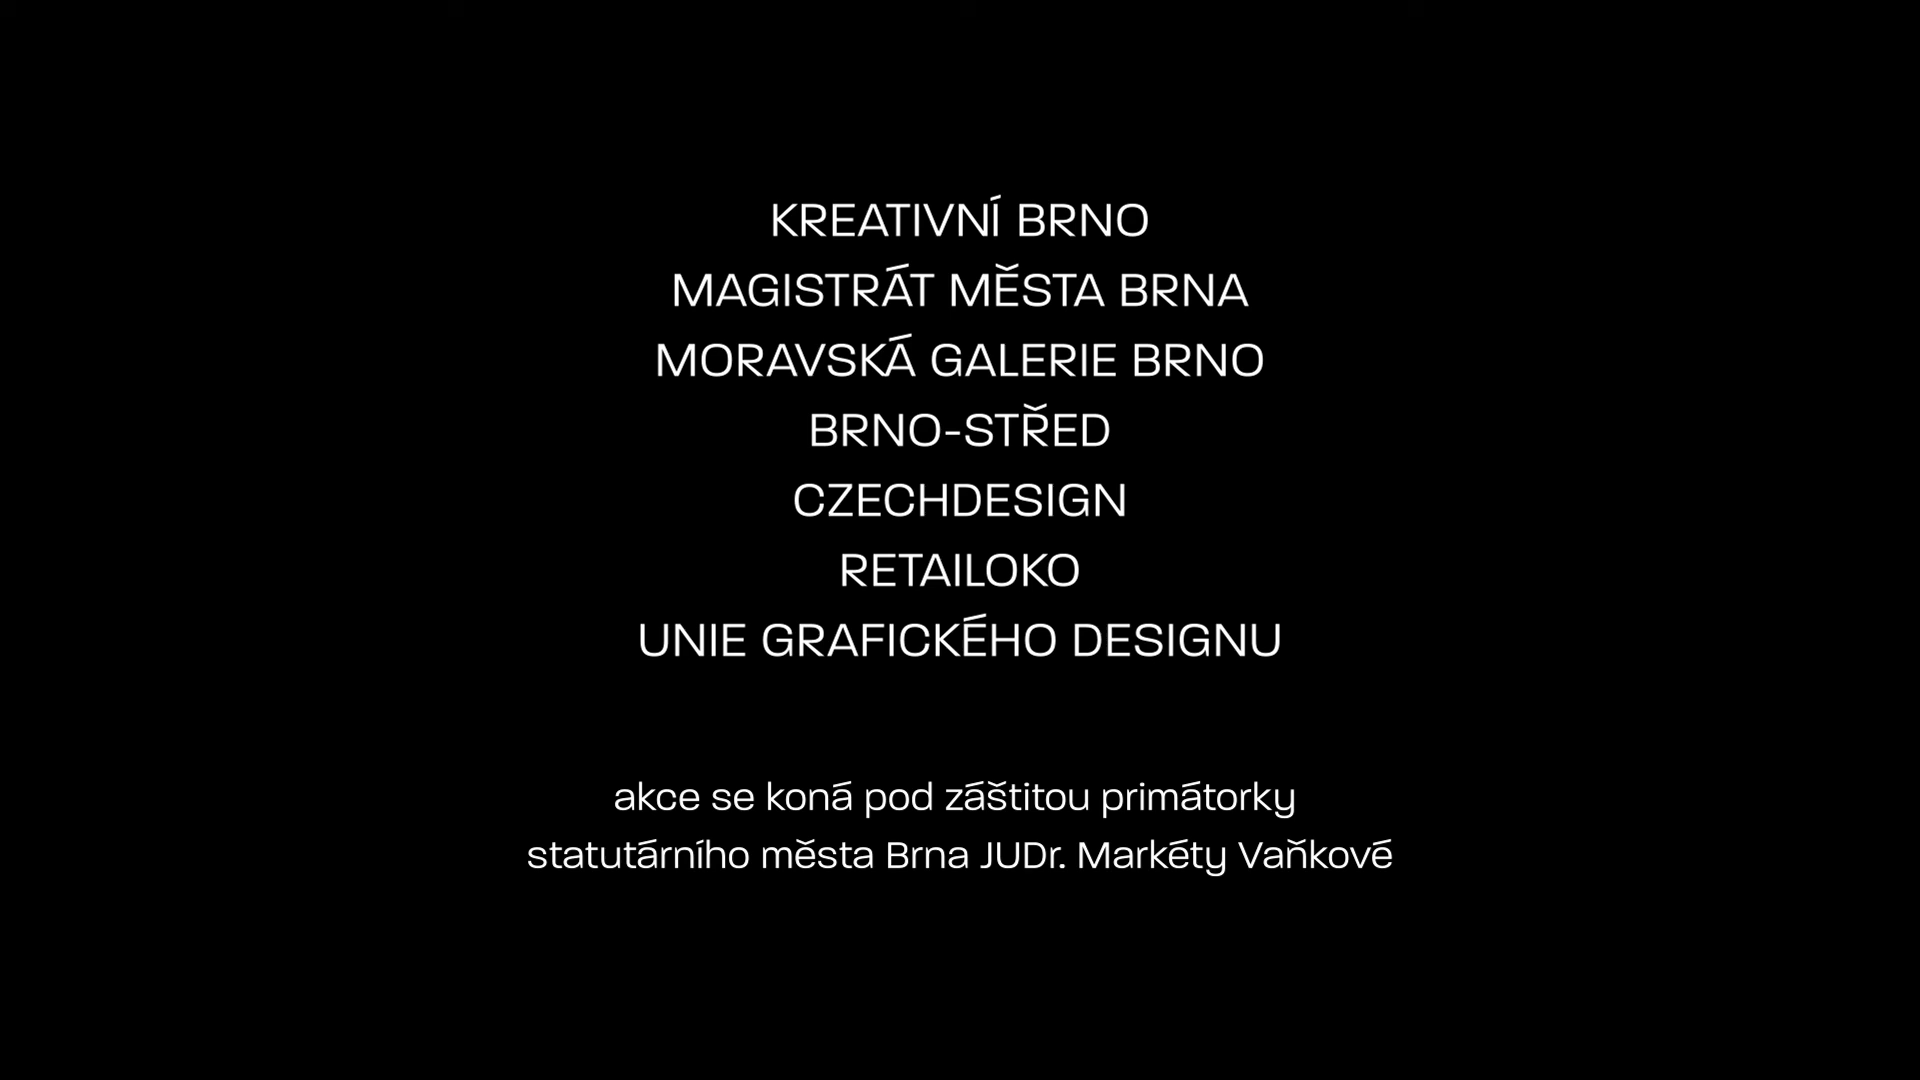 KREATIVNÍ BRNO
MAGISTRÁT MĚSTA BRNA
MORAVSKÁ GALERIE BRNO
BRNO-STŘED
CZECHDESIGN
RETAILOKO
UNIE GRAFICKÉHO DESIGNU
akce se koná pod záštitou primátorky
statutárního města Brna JUDr. Markéty Vaňkové